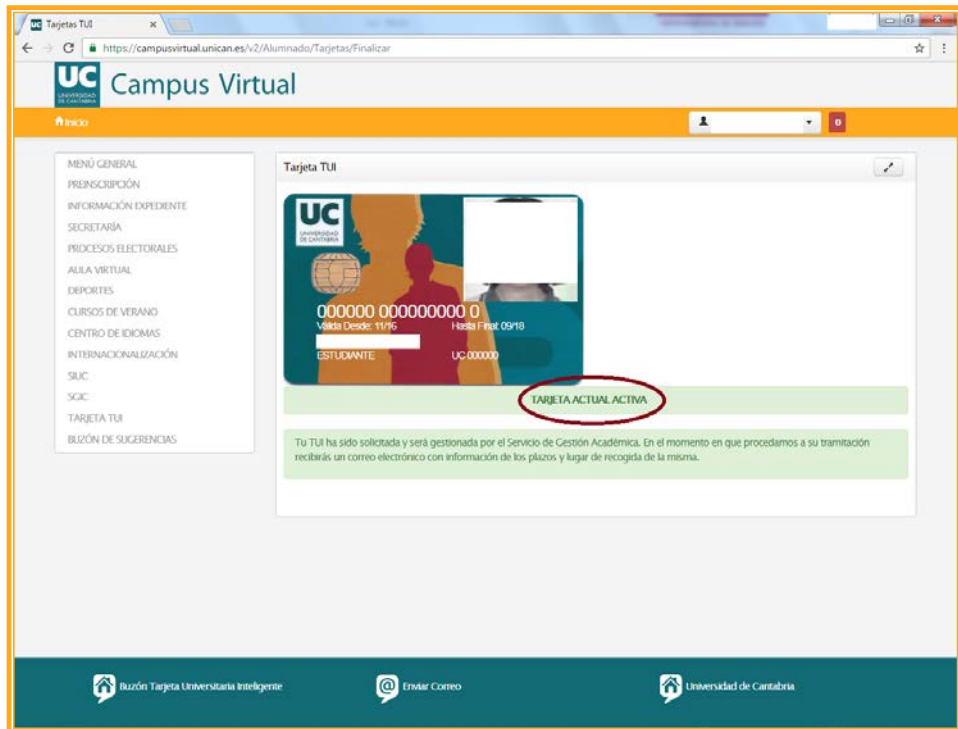 Tarjetas TUI
https://campusvirtual.unican.es/v2/Alumnado/Tarjetas/Finalizar
UC
UNIVERSIDAD
DE CANTABRIA
Campus Virtual
Inicio
0
MENÚ GENERAL
PREINSCRIPCIÓN
INFORMACIÓN EXPEDIENTE
SECRETARÍA
PROCESOS ELECTORALES
AULA VIRTUAL
DEPORTES
CURSOS DE VERANO
CENTRO DE IDIOMAS
INTERNACIONALIZACIÓN
SIUC
SGIC
TARJETA TUI
BUZÓN DE SUGERENCIAS
Tarjeta TUI
UC
UNIVERSIDAD
DE CANTABRIA
000000 000000000 0
Válida Desde: 11/16 Hasta Final: 09/18
ESTUDIANTE UC 000000
TARJETA ACTUAL ACTIVA
Tu TUI ha sido solicitada y será gestionada por el Servicio de Gestión Académica. En el momento en que procedamos a su tramitación
recibirás un correo electrónico con información de los plazos y lugar de recogida de la misma.
Buzón Tarjeta Universitaria Inteligente
Enviar Correo
Universidad de Cantabria